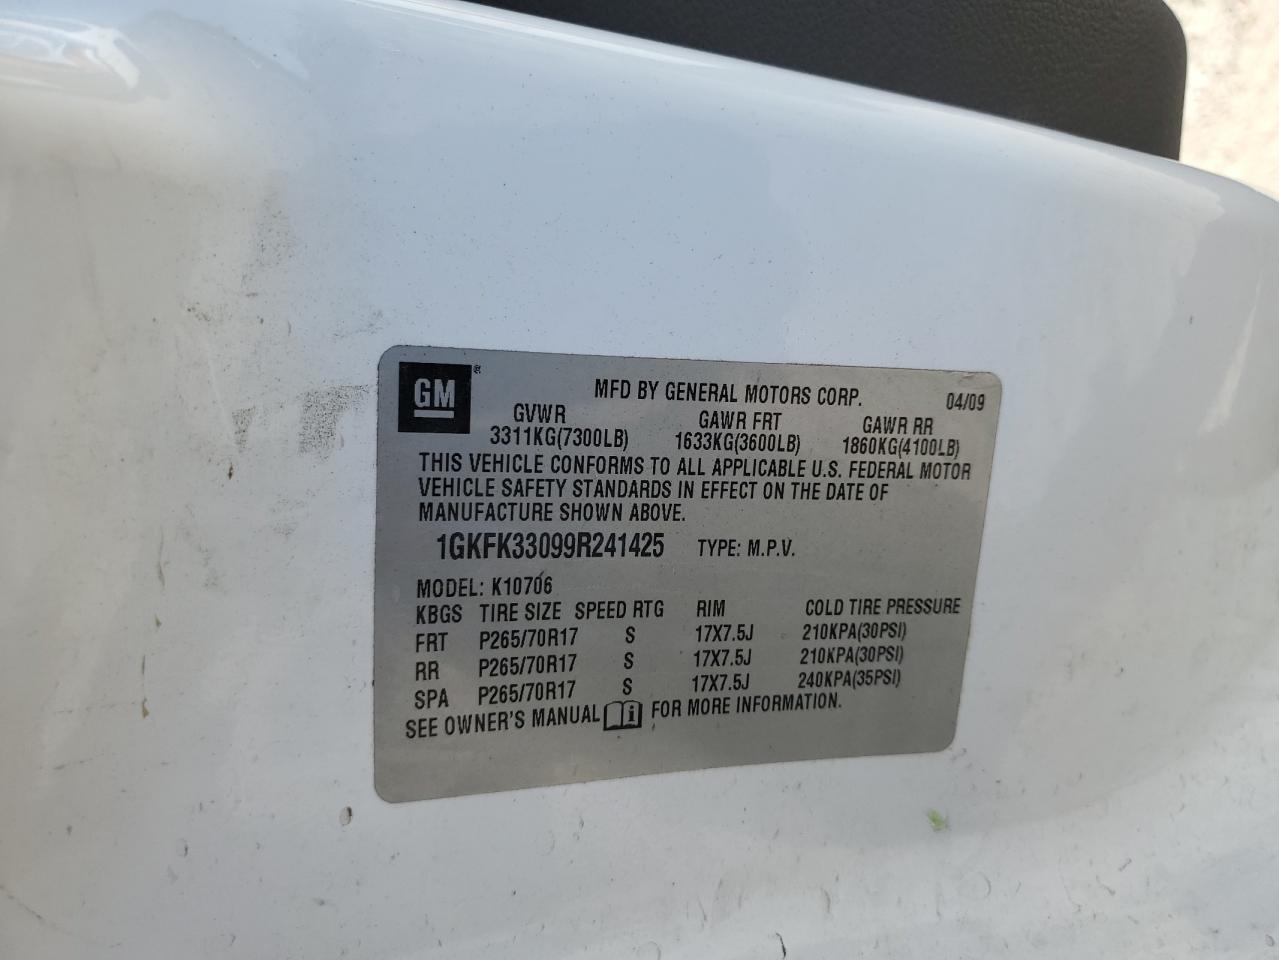 GM
MFD BY GENERAL MOTORS CORP. 04/09
GVWR GAWR FRT GAWR RR
3311KG(7300LB) 1633KG(3600LB) 1860KG(4100LB)
THIS VEHICLE CONFORMS TO ALL APPLICABLE U.S. FEDERAL MOTOR
VEHICLE SAFETY STANDARDS IN EFFECT ON THE DATE OF
MANUFACTURE SHOWN ABOVE.
1GKFK33099R241425 TYPE: M.P.V.
MODEL: K10706
KBGS TIRE SIZE SPEED RTG RIM COLD TIRE PRESSURE
FRT P265/70R17 S 17X7.5J 210KPA(30PSI)
RR P265/70R17 S 17X7.5J 210KPA(30PSI)
SPA P265/70R17 S 17X7.5J 240KPA(35PSI)
SEE OWNER'S MANUAL FOR MORE INFORMATION.